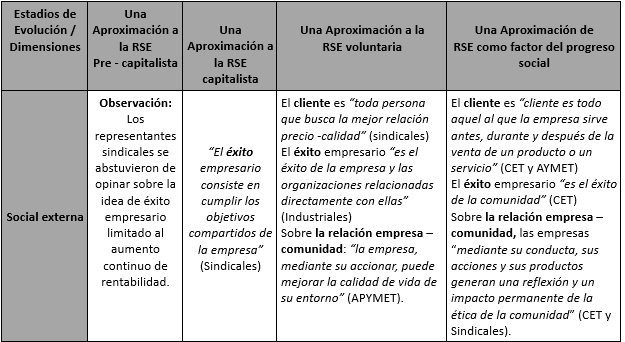 Estadios de
Evolución /
Dimensiones
Una
Aproximación a
la RSE
Pre - capitalista
Una
Aproximación a
la RSE
capitalista
Una Aproximación a la
RSE voluntaria
Una Aproximación de
RSE como factor del progreso
social
Social externa
Observación:
Los
representantes
sindicales se
abstuvieron de
opinar sobre la
idea de éxito
empresario
limitado al
aumento
continuo de
rentabilidad.
“El éxito
empresario
consiste en
cumplir los
objetivos
compartidos de
la empresa”
(Sindicales)
El cliente es “toda persona
que busca la mejor relación
precio -calidad” (sindicales)
El éxito empresario “es el
éxito de la empresa y las
organizaciones relacionadas
directamente con ellas”
(Industriales)
Sobre la relación empresa –
comunidad: “la empresa,
mediante su accionar, puede
mejorar la calidad de vida de
su entorno” (APYMET).
El cliente es “cliente es todo
aquel al que la empresa sirve
antes, durante y después de la
venta de un producto o un
servicio” (CET y AYMET)
El éxito empresario “es el éxito
de la comunidad” (CET)
Sobre la relación empresa –
comunidad, las empresas
“mediante su conducta, sus
acciones y sus productos
generan una reflexión y un
impacto permanente de la
ética de la comunidad” (CET y
Sindicales).